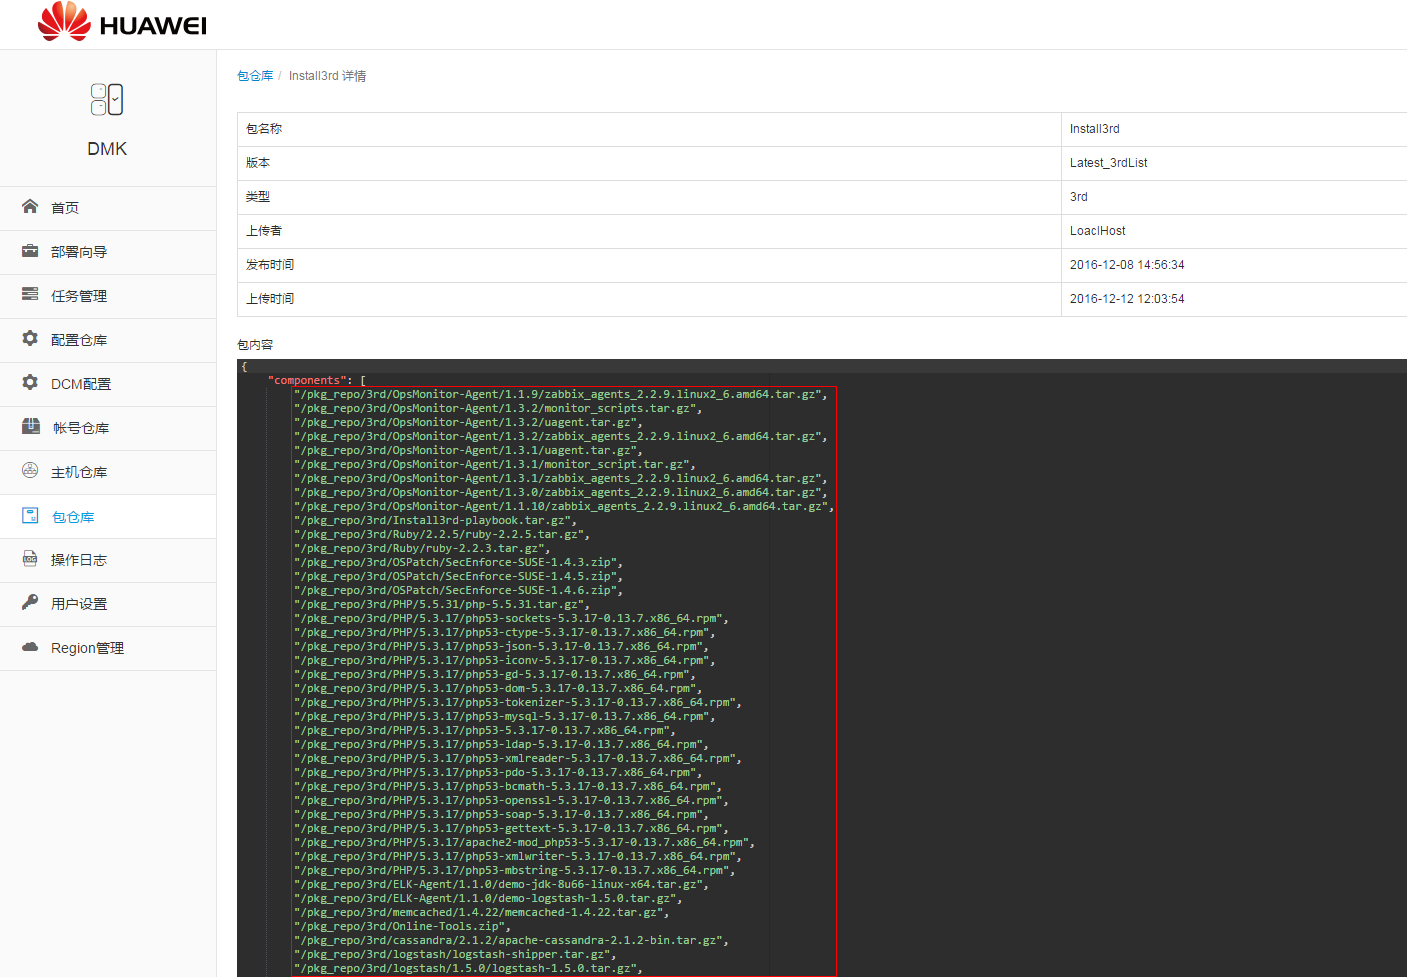 HUAWEI
DMK
首页
部署向导
任务管理
配置仓库
DCM配置
帐号仓库
主机仓库
包仓库
操作日志
用户设置
Region管理
包仓库 / Install3rd 详情
包名称 Install3rd
版本 Latest_3rdList
类型 3rd
上传者 LoaclHost
发布时间 2016-12-08 14:56:34
上传时间 2016-12-12 12:03:54
包内容
{
"components": [
"/pkg_repo/3rd/OpsMonitor-Agent/1.1.9/zabbix_agents_2.2.9.linux2_6.amd64.tar.gz",
"/pkg_repo/3rd/OpsMonitor-Agent/1.3.2/monitor_scripts.tar.gz",
"/pkg_repo/3rd/OpsMonitor-Agent/1.3.2/uagent.tar.gz",
"/pkg_repo/3rd/OpsMonitor-Agent/1.3.2/zabbix_agents_2.2.9.linux2_6.amd64.tar.gz",
"/pkg_repo/3rd/OpsMonitor-Agent/1.3.1/uagent.tar.gz",
"/pkg_repo/3rd/OpsMonitor-Agent/1.3.1/monitor_script.tar.gz",
"/pkg_repo/3rd/OpsMonitor-Agent/1.3.1/zabbix_agents_2.2.9.linux2_6.amd64.tar.gz",
"/pkg_repo/3rd/OpsMonitor-Agent/1.3.0/zabbix_agents_2.2.9.linux2_6.amd64.tar.gz",
"/pkg_repo/3rd/OpsMonitor-Agent/1.1.10/zabbix_agents_2.2.9.linux2_6.amd64.tar.gz",
"/pkg_repo/3rd/Install3rd-playbook.tar.gz",
"/pkg_repo/3rd/Ruby/2.2.5/ruby-2.2.5.tar.gz",
"/pkg_repo/3rd/Ruby/ruby-2.2.3.tar.gz",
"/pkg_repo/3rd/OSPatch/SecEnforce-SUSE-1.4.3.zip",
"/pkg_repo/3rd/OSPatch/SecEnforce-SUSE-1.4.5.zip",
"/pkg_repo/3rd/OSPatch/SecEnforce-SUSE-1.4.6.zip",
"/pkg_repo/3rd/PHP/5.5.31/php-5.5.31.tar.gz",
"/pkg_repo/3rd/PHP/5.3.17/php53-sockets-5.3.17-0.13.7.x86_64.rpm",
"/pkg_repo/3rd/PHP/5.3.17/php53-ctype-5.3.17-0.13.7.x86_64.rpm",
"/pkg_repo/3rd/PHP/5.3.17/php53-json-5.3.17-0.13.7.x86_64.rpm",
"/pkg_repo/3rd/PHP/5.3.17/php53-iconv-5.3.17-0.13.7.x86_64.rpm",
"/pkg_repo/3rd/PHP/5.3.17/php53-gd-5.3.17-0.13.7.x86_64.rpm",
"/pkg_repo/3rd/PHP/5.3.17/php53-dom-5.3.17-0.13.7.x86_64.rpm",
"/pkg_repo/3rd/PHP/5.3.17/php53-tokenizer-5.3.17-0.13.7.x86_64.rpm",
"/pkg_repo/3rd/PHP/5.3.17/php53-mysql-5.3.17-0.13.7.x86_64.rpm",
"/pkg_repo/3rd/PHP/5.3.17/php53-5.3.17-0.13.7.x86_64.rpm",
"/pkg_repo/3rd/PHP/5.3.17/php53-ldap-5.3.17-0.13.7.x86_64.rpm",
"/pkg_repo/3rd/PHP/5.3.17/php53-xmlreader-5.3.17-0.13.7.x86_64.rpm",
"/pkg_repo/3rd/PHP/5.3.17/php53-pdo-5.3.17-0.13.7.x86_64.rpm",
"/pkg_repo/3rd/PHP/5.3.17/php53-bcmath-5.3.17-0.13.7.x86_64.rpm",
"/pkg_repo/3rd/PHP/5.3.17/php53-openssl-5.3.17-0.13.7.x86_64.rpm",
"/pkg_repo/3rd/PHP/5.3.17/php53-soap-5.3.17-0.13.7.x86_64.rpm",
"/pkg_repo/3rd/PHP/5.3.17/php53-gettext-5.3.17-0.13.7.x86_64.rpm",
"/pkg_repo/3rd/PHP/5.3.17/apache2-mod_php53-5.3.17-0.13.7.x86_64.rpm",
"/pkg_repo/3rd/PHP/5.3.17/php53-xmlwriter-5.3.17-0.13.7.x86_64.rpm",
"/pkg_repo/3rd/PHP/5.3.17/php53-mbstring-5.3.17-0.13.7.x86_64.rpm",
"/pkg_repo/3rd/ELK-Agent/1.1.0/demo-jdk-8u66-linux-x64.tar.gz",
"/pkg_repo/3rd/ELK-Agent/1.1.0/demo-logstash-1.5.0.tar.gz",
"/pkg_repo/3rd/memcached/1.4.22/memcached-1.4.22.tar.gz",
"/pkg_repo/3rd/Online-Tools.zip",
"/pkg_repo/3rd/cassandra/2.1.2/apache-cassandra-2.1.2-bin.tar.gz",
"/pkg_repo/3rd/logstash/logstash-shipper.tar.gz",
"/pkg_repo/3rd/logstash/1.5.0/logstash-1.5.0.tar.gz",